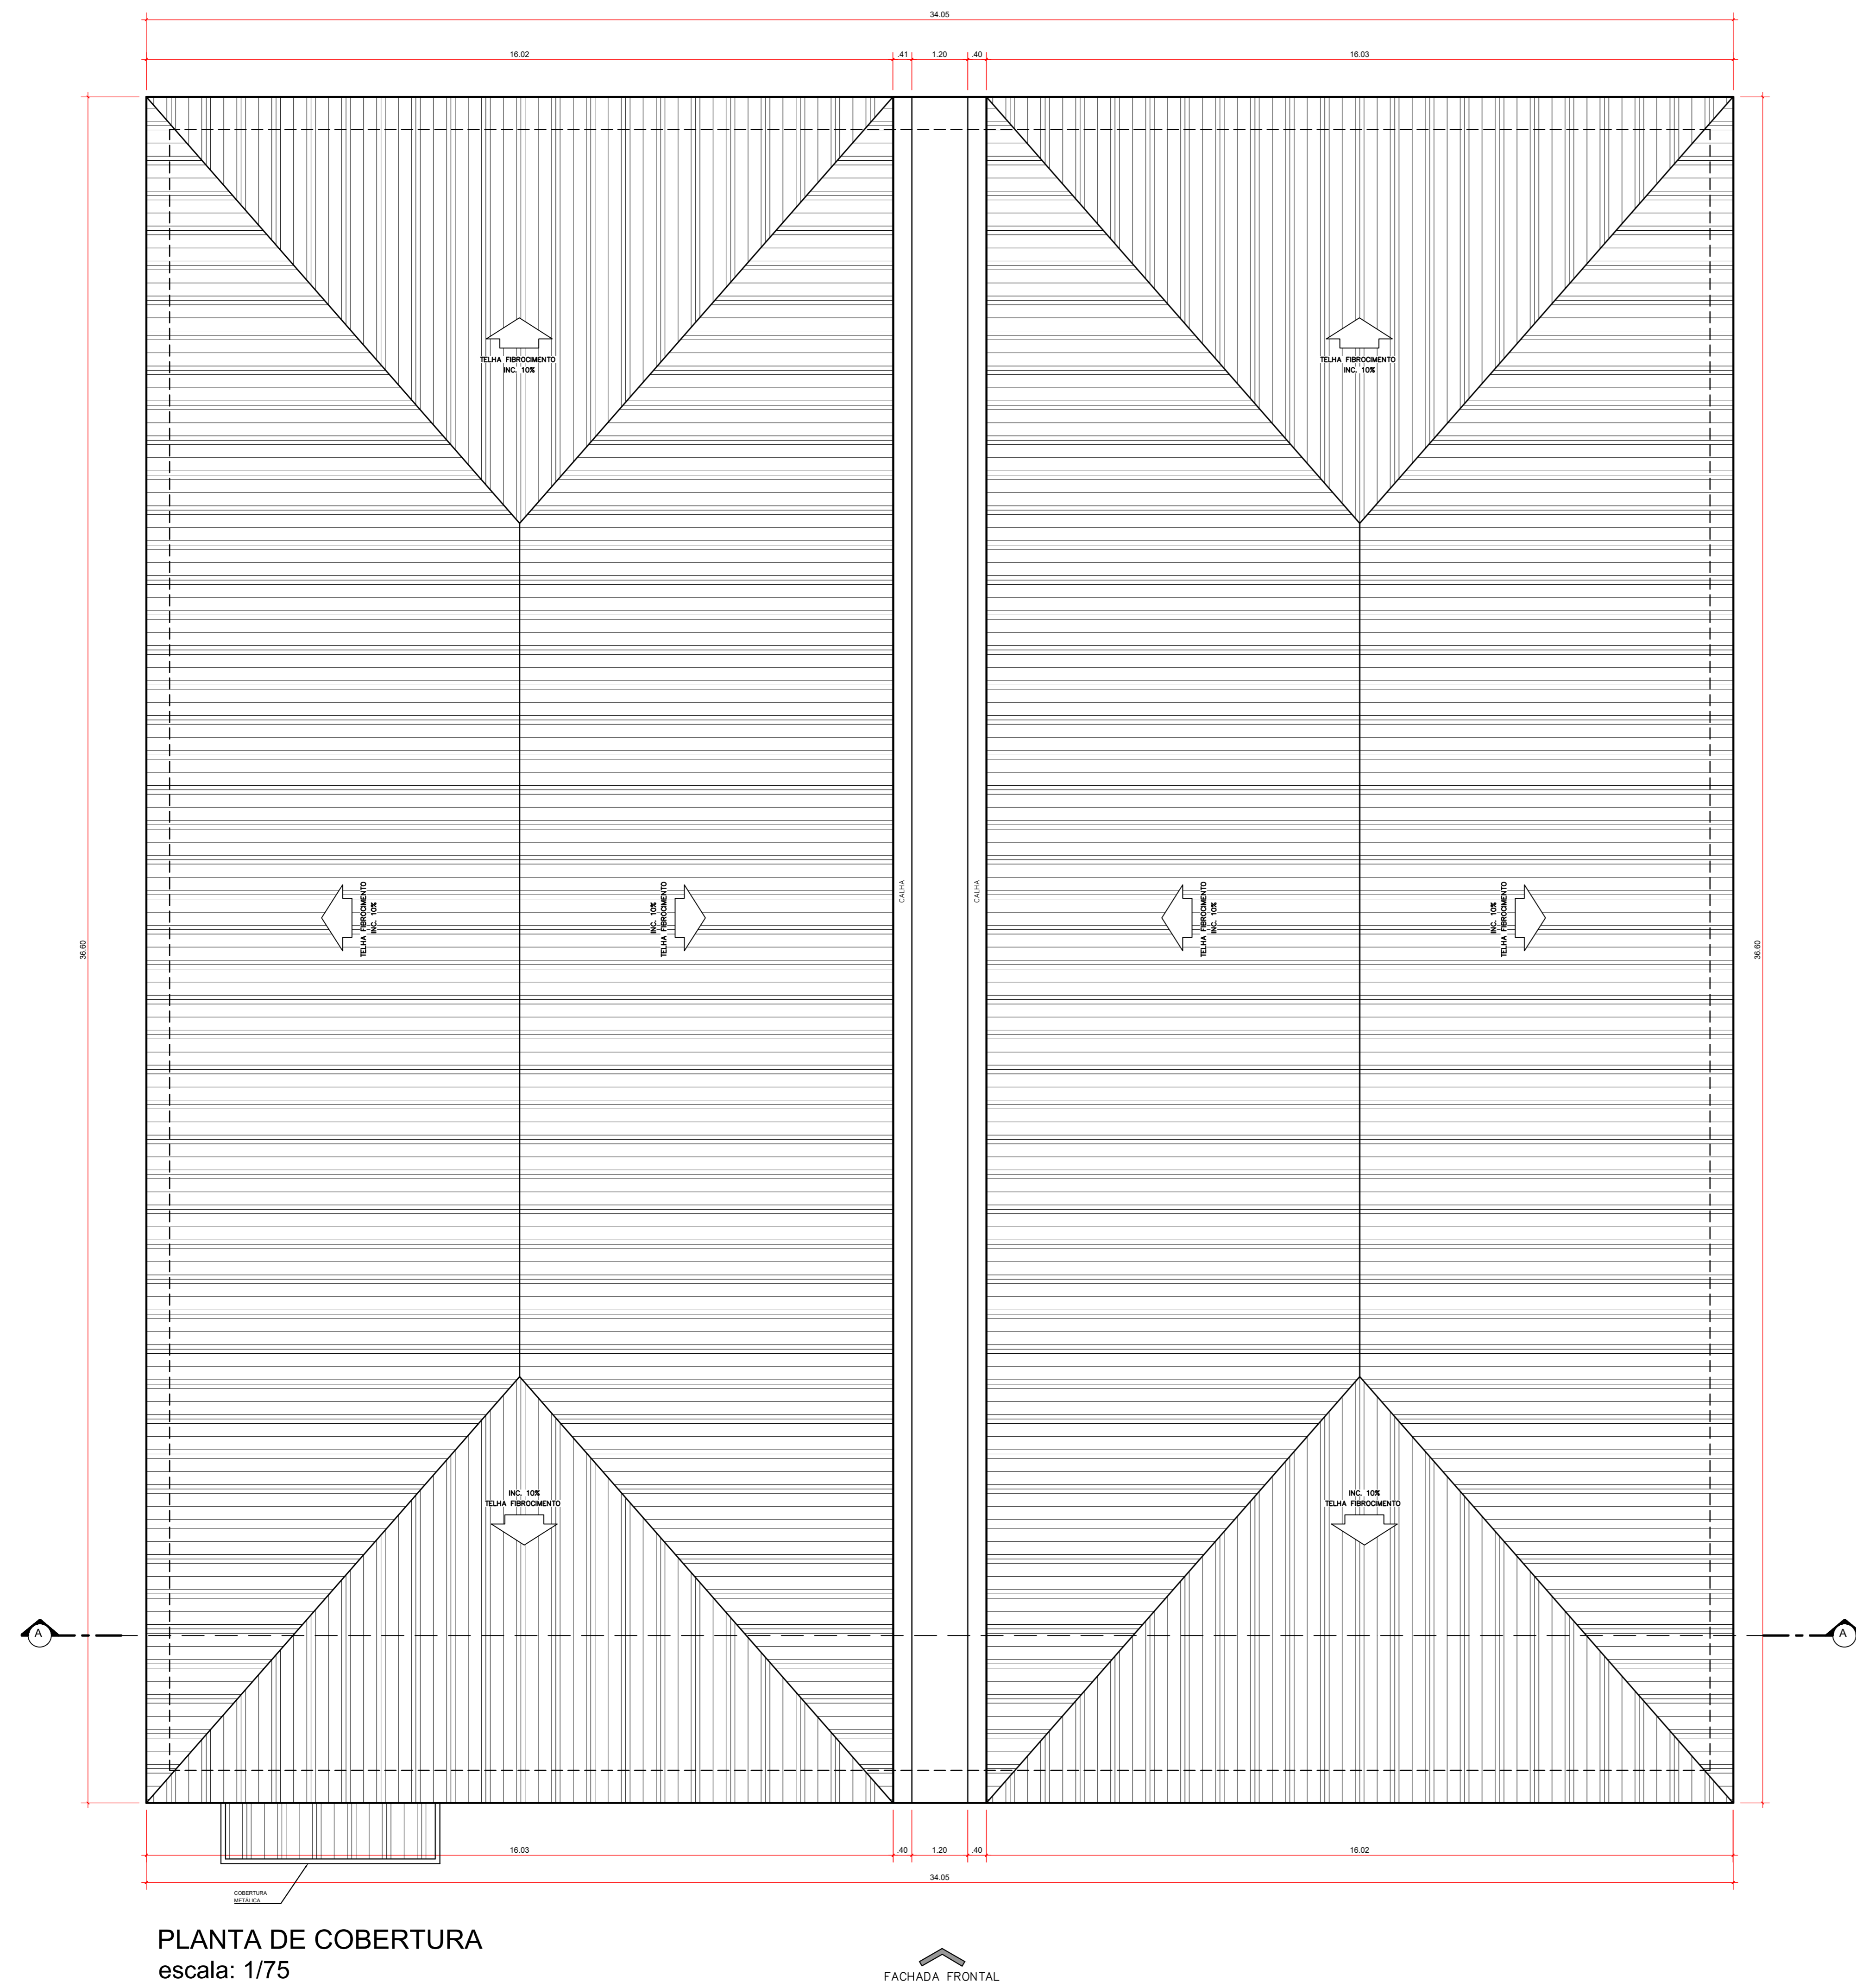 34.05
16.02
.41
1.20
.40
16.03
TELHA FIBROCIMENTO
INC. 10%
TELHA FIBROCIMENTO
INC. 10%
36.60
TELHA FIBROCIMENTO
INC. 10%
INC. 10%
TELHA FIBROCIMENTO
CALHA
CALHA
TELHA FIBROCIMENTO
INC. 10%
INC. 10%
TELHA FIBROCIMENTO
36.60
INC. 10%
TELHA FIBROCIMENTO
INC. 10%
TELHA FIBROCIMENTO
A
A
16.03
.40
1.20
.40
16.02
34.05
COBERTURA
METÁLICA
PLANTA DE COBERTURA
escala: 1/75
FACHADA FRONTAL